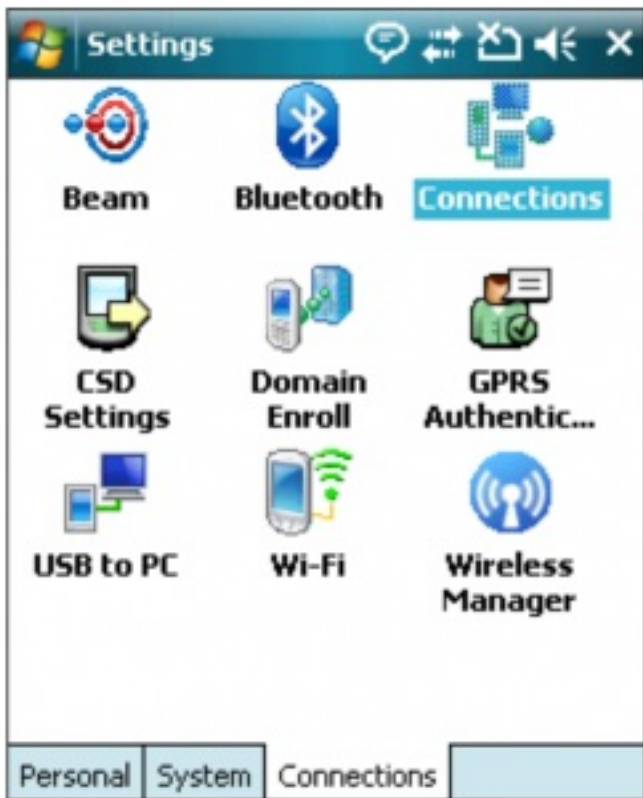 Settings
Beam
Bluetooth
Connections
CSD
Settings
Domain
Enroll
GPRS
Authentic...
USB to PC
Wi-Fi
Wireless
Manager
Personal
System
Connections